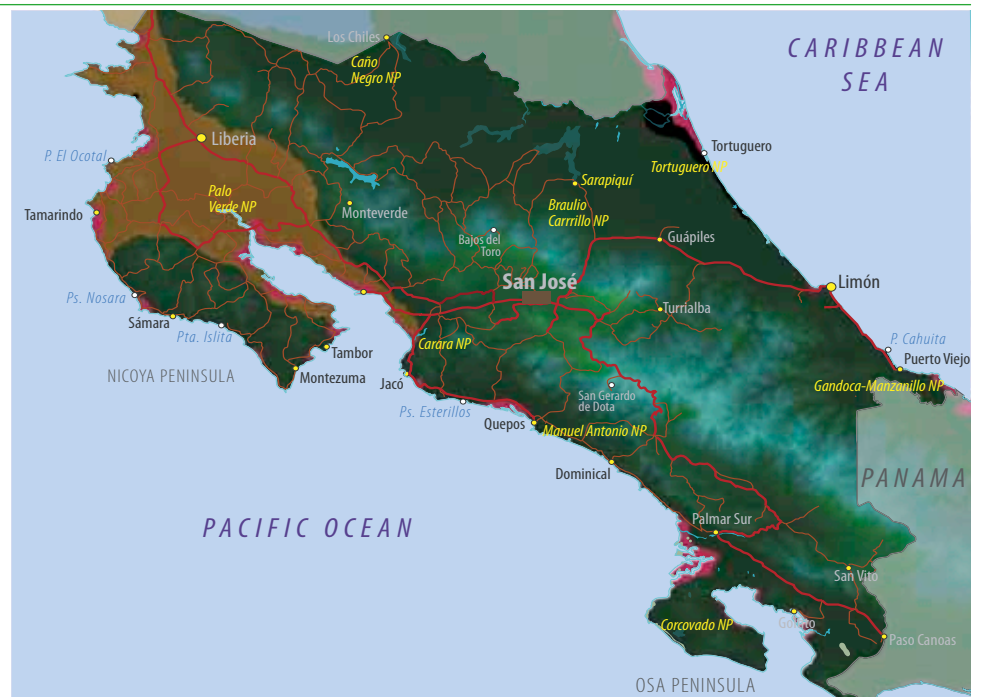 CARIBBEAN
SEA
Los Chiles
Caño
Negro NP
Liberia
P. El Ocotal
Tortuguero
Tortuguero NP
Sarapiquí
Palo
Verde NP
Monteverde
Braulio
Carrrillo NP
Tamarindo
Bajos del
Toro
Guápiles
San José
Limón
Ps. Nosara
Turrialba
Sámara
Pta. Islita
Carara NP
P. Cahuita
Tambor
Puerto Viejo
NICOYA PENINSULA
Montezuma
Jacó
San Gerardo
de Dota
Gandoca-Manzanillo NP
Ps. Esterillos
Quepos
Manuel Antonio NP
Dominical
PANAMA
PACIFIC OCEAN
Palmar Sur
San Vito
Corcovado NP
Golfito
Paso Canoas
OSA PENINSULA